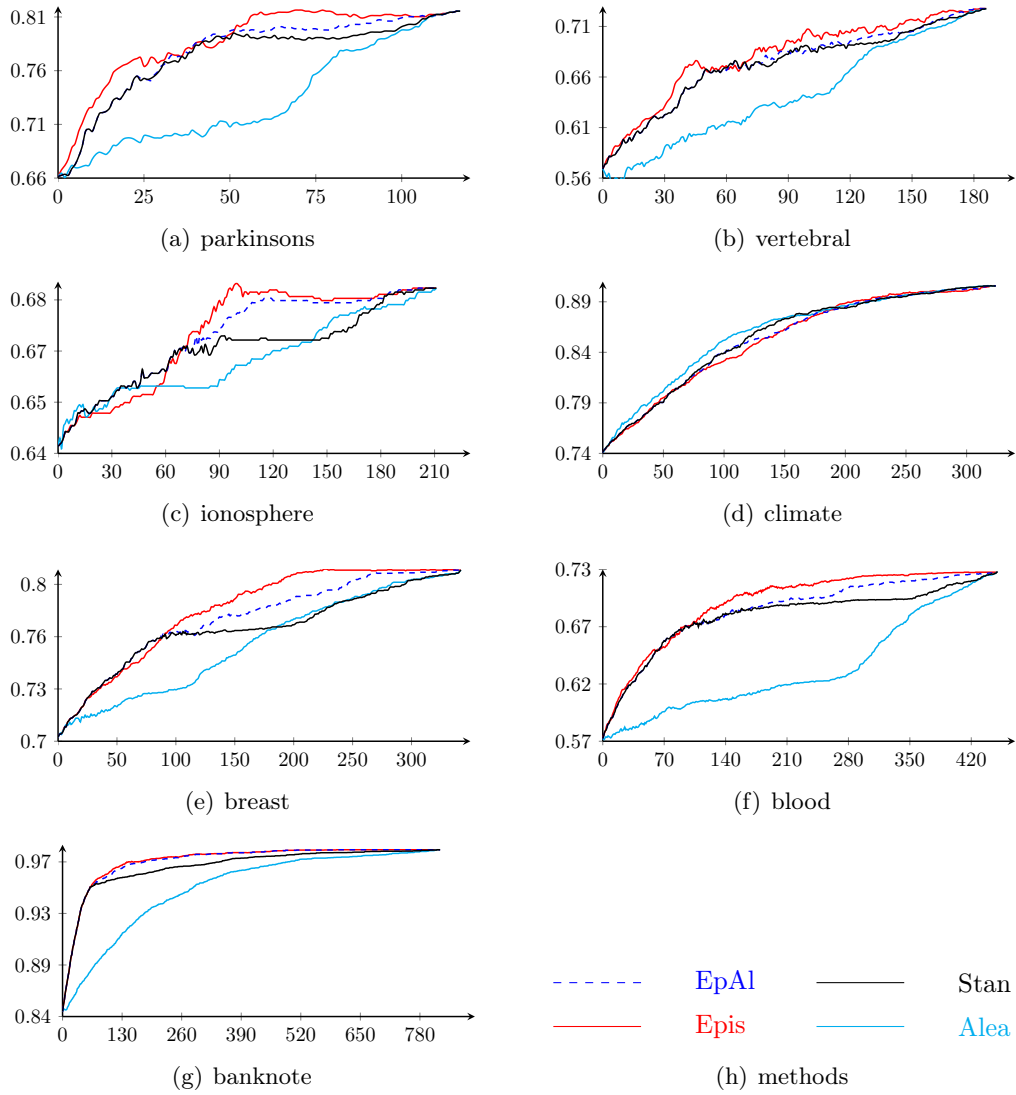 0.81
0.76
0.71
0.66
0 25 50 75 100
(a) parkinsons
0.71
0.66
0.61
0.56
0 30 60 90 120 150 180
(b) vertebral
0.68
0.67
0.65
0.64
0 30 60 90 120 150 180 211
(c) ionosphere
0.89
0.84
0.79
0.74
0 50 100 150 200 250 300
(d) climate
0.8
0.76
0.73
0.7
0 50 100 150 200 250 300
(e) breast
0.73
0.67
0.62
0.57
0 70 140 210 280 350 420
(f) blood
0.97
0.93
0.89
0.84
0 130 260 390 520 650 780
(g) banknote
EpAl Stan
Epis Alea
(h) methods